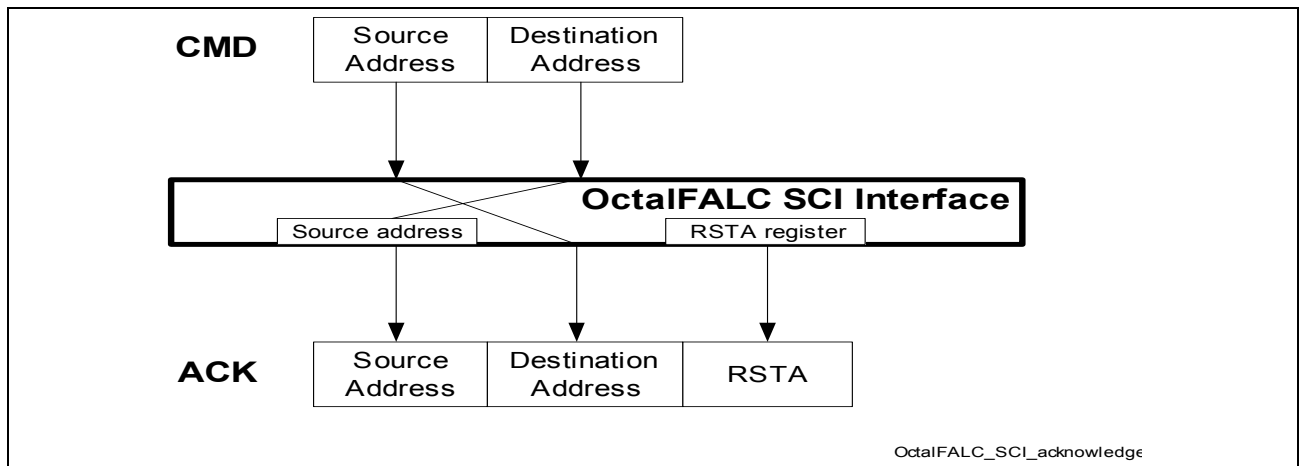 CMD
Source
Address
Destination
Address
OctalFALC SCI Interface
Source address
RSTA register
ACK
Source
Address
Destination
Address
RSTA
OctalFALC_SCI_acknowledge